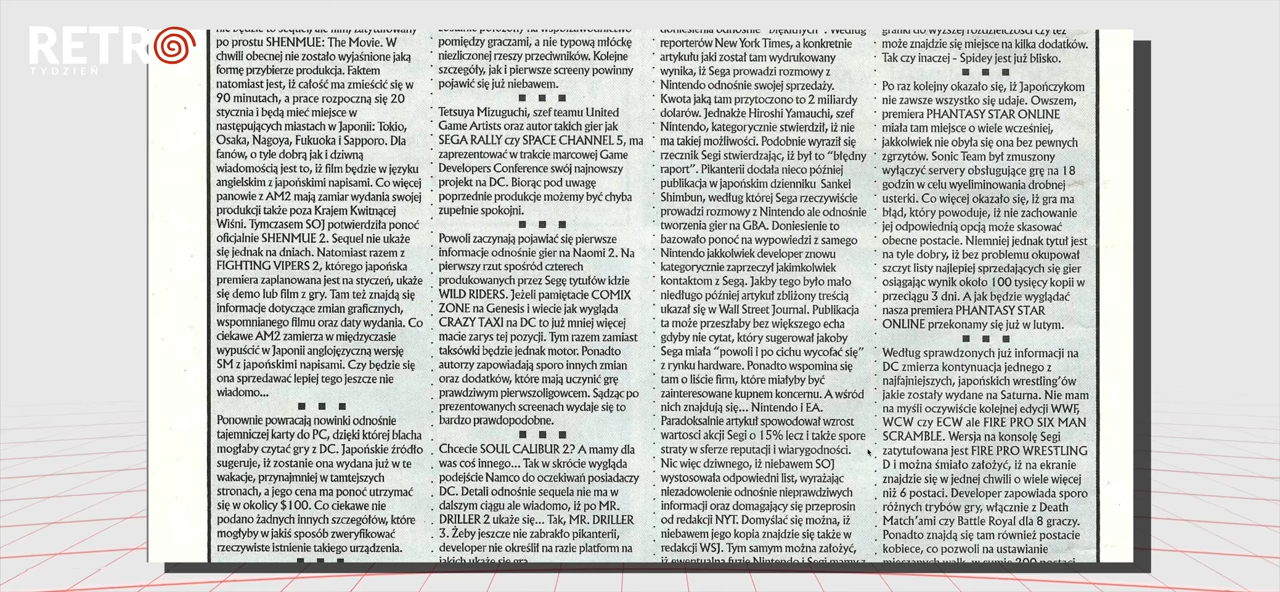 RETRO
TYDZIEŃ
nie będzie to sequel, ale film, zatytułowany
po prostu SHENMUE: The Movie. W
chwili obecnej nie zostało wyjaśnione jaką
formę przybierze produkcja. Faktem
natomiast jest, iż całość ma zmieścić się w
90 minutach, a prace rozpoczną się 20
stycznia i będą mieć miejsce w
następujących miastach w Japonii: Tokio,
Osaka, Nagoya, Fukuoka i Sapporo. Dla
fanów, o tyle dobrą jak i dziwną
wiadomością jest to, iż film będzie w języku
angielskim z japońskimi napisami. Co więcej
panowie z AM2 mają zamiar wydania swojej
produkcji także poza Krajem Kwitnącej
Wiśni. Tymczasem SOJ potwierdziła ponoć
oficjalnie SHENMUE 2. Sequel nie ukaże
się jednak na dniach. Natomiast razem z
FIGHTING VIPERS 2, którego japońska
premiera zaplanowana jest na styczeń, ukaże
się demo lub film z gry. Tam też znajdą się
informacje dotyczące zmian graficznych,
wspomnianego filmu oraz daty wydania. Co
ciekawe AM2 zamierza w międzyczasie
wypuścić w Japonii anglojęzyczną wersję
SM z japońskimi napisami. Czy będzie się
ona sprzedawać lepiej tego jeszcze nie
wiadomo...
Ponownie powracają nowinki odnośnie
tajemniczej karty do PC, dzięki której blacha
mogłaby czytać gry z DC. Japońskie źródło
sugeruje, iż zostanie ona wydana już w te
wakacje, przynajmniej w tamtejszych
stronach, a jego cena ma ponoć utrzymać
się w okolicy $100. Co ciekawe nie
podano żadnych innych szczegółów, które
mogłyby w jakiś sposób zweryfikować
rzeczywiste istnienie takiego urządzenia.
zostanie położony na współzawodnictwo
pomiędzy graczami, a nie typową młóckę
niezliczonej rzeszy przeciwników. Kolejne
szczegóły, jak i pierwsze screeny powinny
pojawić się już niebawem.
Tetsuya Mizuguchi, szef teamu United
Game Artists oraz autor takich gier jak
SEGA RALLY czy SPACE CHANNEL 5, ma
zaprezentować w trakcie marcowej Game
Developers Conference swój najnowszy
projekt na DC. Biorąc pod uwagę
poprzednie produkcje możemy być chyba
zupełnie spokojni.
Powoli zaczynają pojawiać się pierwsze
informacje odnośnie gier na Naomi 2. Na
pierwszy rzut spośród czterech
produkowanych przez Segę tytułów idzie
WILD RIDERS. Jeżeli pamiętacie COMIX
ZONE na Genesis i wiecie jak wygląda
CRAZY TAXI na DC to już mniej więcej
macie zarys tej pozycji. Tym razem zamiast
taksówki będzie jednak motor. Ponadto
autorzy zapowiadają sporo innych zmian
oraz dodatków, które mają uczynić grę
prawdziwym pierwszoligowcem. Sądząc po
prezentowanych screenach wydaje się to
bardzo prawdopodobne.
Chcecie SOUL CALIBUR 2? A mamy dla
was coś innego... Tak w skrócie wygląda
podejście Namco do oczekiwań posiadaczy
DC. Detali odnośnie sequela nie ma w
dalszym ciągu ale wiadomo, iż po MR.
DRILLER 2 ukaże się... Tak, MR. DRILLER
3. Żeby jeszcze nie zabrakło pikanterii,
developer nie określił na razie platform na
jakich ukaże się gra.
doniesienia odnośnie "błękitnych". Według
reporterów New York Times, a konkretnie
artykułu jaki został tam wydrukowany
wynika, iż Sega prowadzi rozmowy z
Nintendo odnośnie swojej sprzedaży.
Kwota jaką tam przytoczono to 2 miliardy
dolarów. Jednakże Hiroshi Yamauchi, szef
Nintendo, kategorycznie stwierdził, iż nie
ma takiej możliwości. Podobnie wyraził się
rzecznik Segi stwierdzając, iż był to "błędny
raport". Pikanterii dodała nieco później
publikacja w japońskim dzienniku Sankei
Shimbun, według której Sega rzeczywiście
prowadzi rozmowy z Nintendo ale odnośnie
tworzenia gier na GBA. Doniesienie to
bazowało ponoć na wypowiedzi z samego
Nintendo jakkolwiek developer znowu
kategorycznie zaprzeczył jakimkolwiek
kontaktom z Segą. Jakby tego było mało
niedługo później artykuł zbliżony treścią
ukazał się w Wall Street Journal. Publikacja
ta może przeszłaby bez większego echa
gdyby nie cytat, który sugerował jakoby
Sega miała "powoli i po cichu wycofać się"
z rynku hardware. Ponadto wspomina się
tam o liście firm, które miałyby być
zainteresowane kupnem koncernu. A wśród
nich znajdują się... Nintendo i EA.
Paradoksalnie artykuł spowodował wzrost
wartości akcji Segi o 15% lecz i także spore
straty w sferze reputacji i wiarygodności.
Nic więc dziwnego, iż niebawem SOJ
wystosowała odpowiedni list, wyrażając
niezadowolenie odnośnie nieprawdziwych
informacji oraz domagający się przeprosin
od redakcji NYT. Domyślać się można, iż
niebawem jego kopia znajdzie się także w
redakcji WSJ. Tym samym można założyć,
iż ewentualna fuzję Nintendo i Segi mamy z
granki do wyższej rozdzielczości czy też
może znajdzie się miejsce na kilka dodatków.
Tak czy inaczej - Spidey jest już blisko.
Po raz kolejny okazało się, iż Japończykom
nie zawsze wszystko się udaje. Owszem,
premiera PHANTASY STAR ONLINE
miała tam miejsce o wiele wcześniej,
jakkolwiek nie obyła się ona bez pewnych
zgrzytów. Sonic Team był zmuszony
wyłączyć servery obsługujące grę na 18
godzin w celu wyeliminowania drobnej
usterki. Co więcej okazało się, iż gra ma
błąd, który powoduje, iż nie zachowanie
jej odpowiednią opcją może skasować
obecne postacie. Niemniej jednak tytuł jest
na tyle dobry, iż bez problemu okupował
szczyt listy najlepiej sprzedających się gier
osiągając wynik około 100 tysięcy kopii w
przeciągu 3 dni. A jak będzie wyglądać
nasza premiera PHANTASY STAR
ONLINE przekonamy się już w lutym.
Według sprawdzonych już informacji na
DC zmierza kontynuacja jednego z
najfajniejszych, japońskich wrestling'ów
jakie zostały wydane na Saturna. Nie mam
na myśli oczywiście kolejnej edycji WWF,
WCW czy ECW ale FIRE PRO SIX MAN
SCRAMBLE. Wersja na konsolę Segi
zatytułowana jest FIRE PRO WRESTLING
D i można śmiało założyć, iż na ekranie
znajdzie się w jednej chwili o wiele więcej
niż 6 postaci. Developer zapowiada sporo
różnych trybów gry, włącznie z Death
Match'ami czy Battle Royal dla 8 graczy.
Ponadto znajdą się tam również postacie
kobiece, co pozwoli na ustawianie
mieszanych walk, w sumie 200 postaci